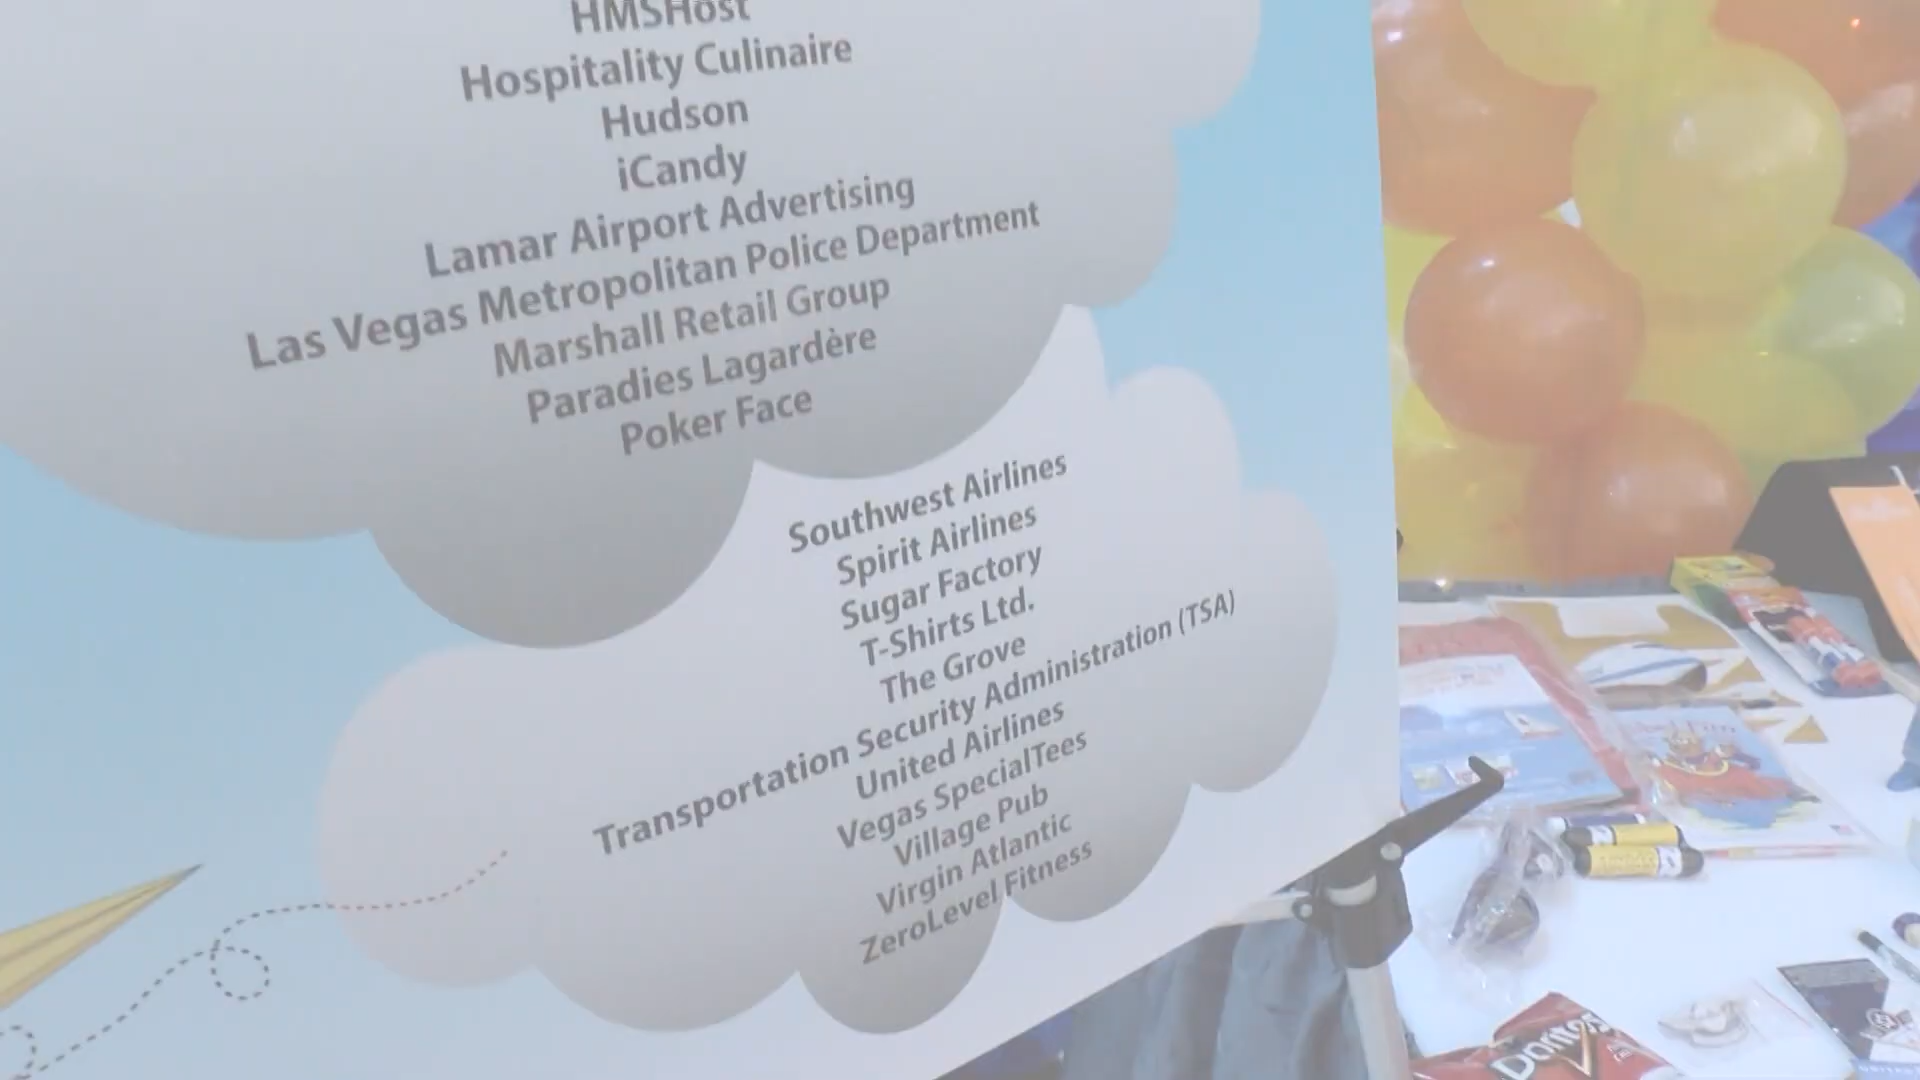 HMSHost
Hospitality Culinaire
Hudson
iCandy
Lamar Airport Advertising
Las Vegas Metropolitan Police Department
Marshall Retail Group
Paradies Lagardère
Poker Face
Southwest Airlines
Spirit Airlines
Sugar Factory
T-Shirts Ltd.
The Grove
Transportation Security Administration (TSA)
United Airlines
Vegas SpecialTees
Village Pub
Virgin Atlantic
ZeroLevel Fitness
Doritos